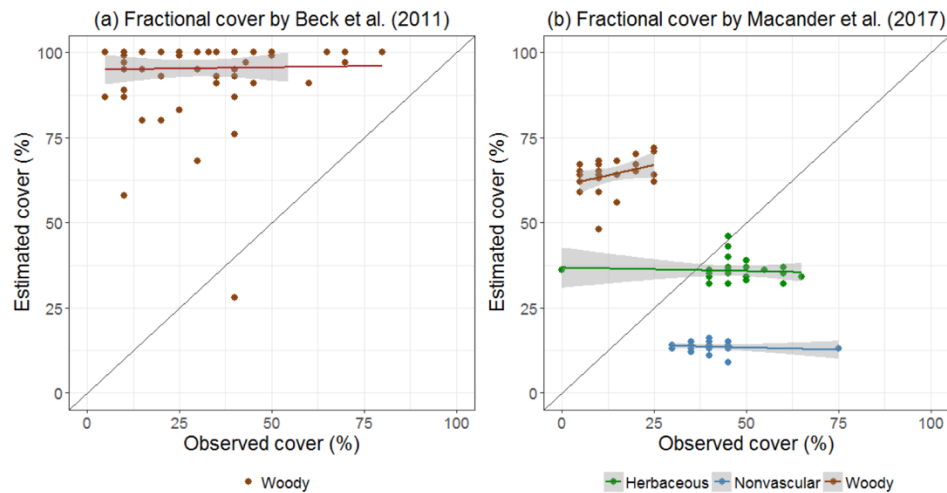 (a) Fractional cover by Beck et al. (2011)
(b) Fractional cover by Macander et al. (2017)
Estimated cover (%)
100
75
50
25
0
0 25 50 75 100
Observed cover (%)
Woody
Estimated cover (%)
100
75
50
25
0
0 25 50 75 100
Observed cover (%)
Herbaceous Nonvascular Woody